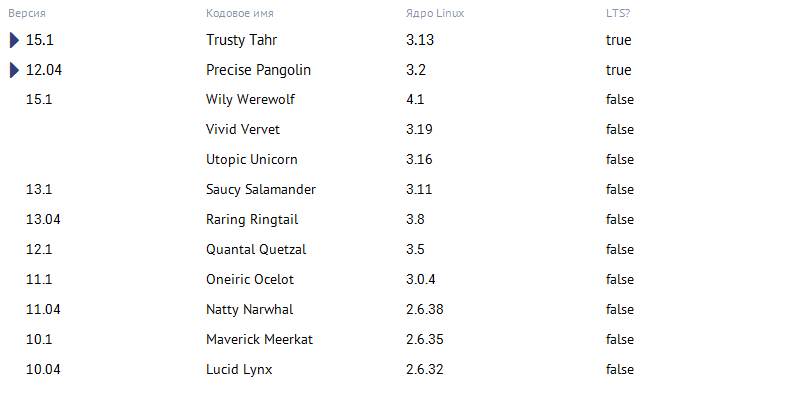 Версия Кодовое имя Ядро Linux LTS?
15.1 Trusty Tahr 3.13 true
12.04 Precise Pangolin 3.2 true
15.1 Wily Werewolf 4.1 false
Vivid Vervet 3.19 false
Utopic Unicorn 3.16 false
13.1 Saucy Salamander 3.11 false
13.04 Raring Ringtail 3.8 false
12.1 Quantal Quetzal 3.5 false
11.1 Oneiric Ocelot 3.0.4 false
11.04 Natty Narwhal 2.6.38 false
10.1 Maverick Meerkat 2.6.35 false
10.04 Lucid Lynx 2.6.32 false